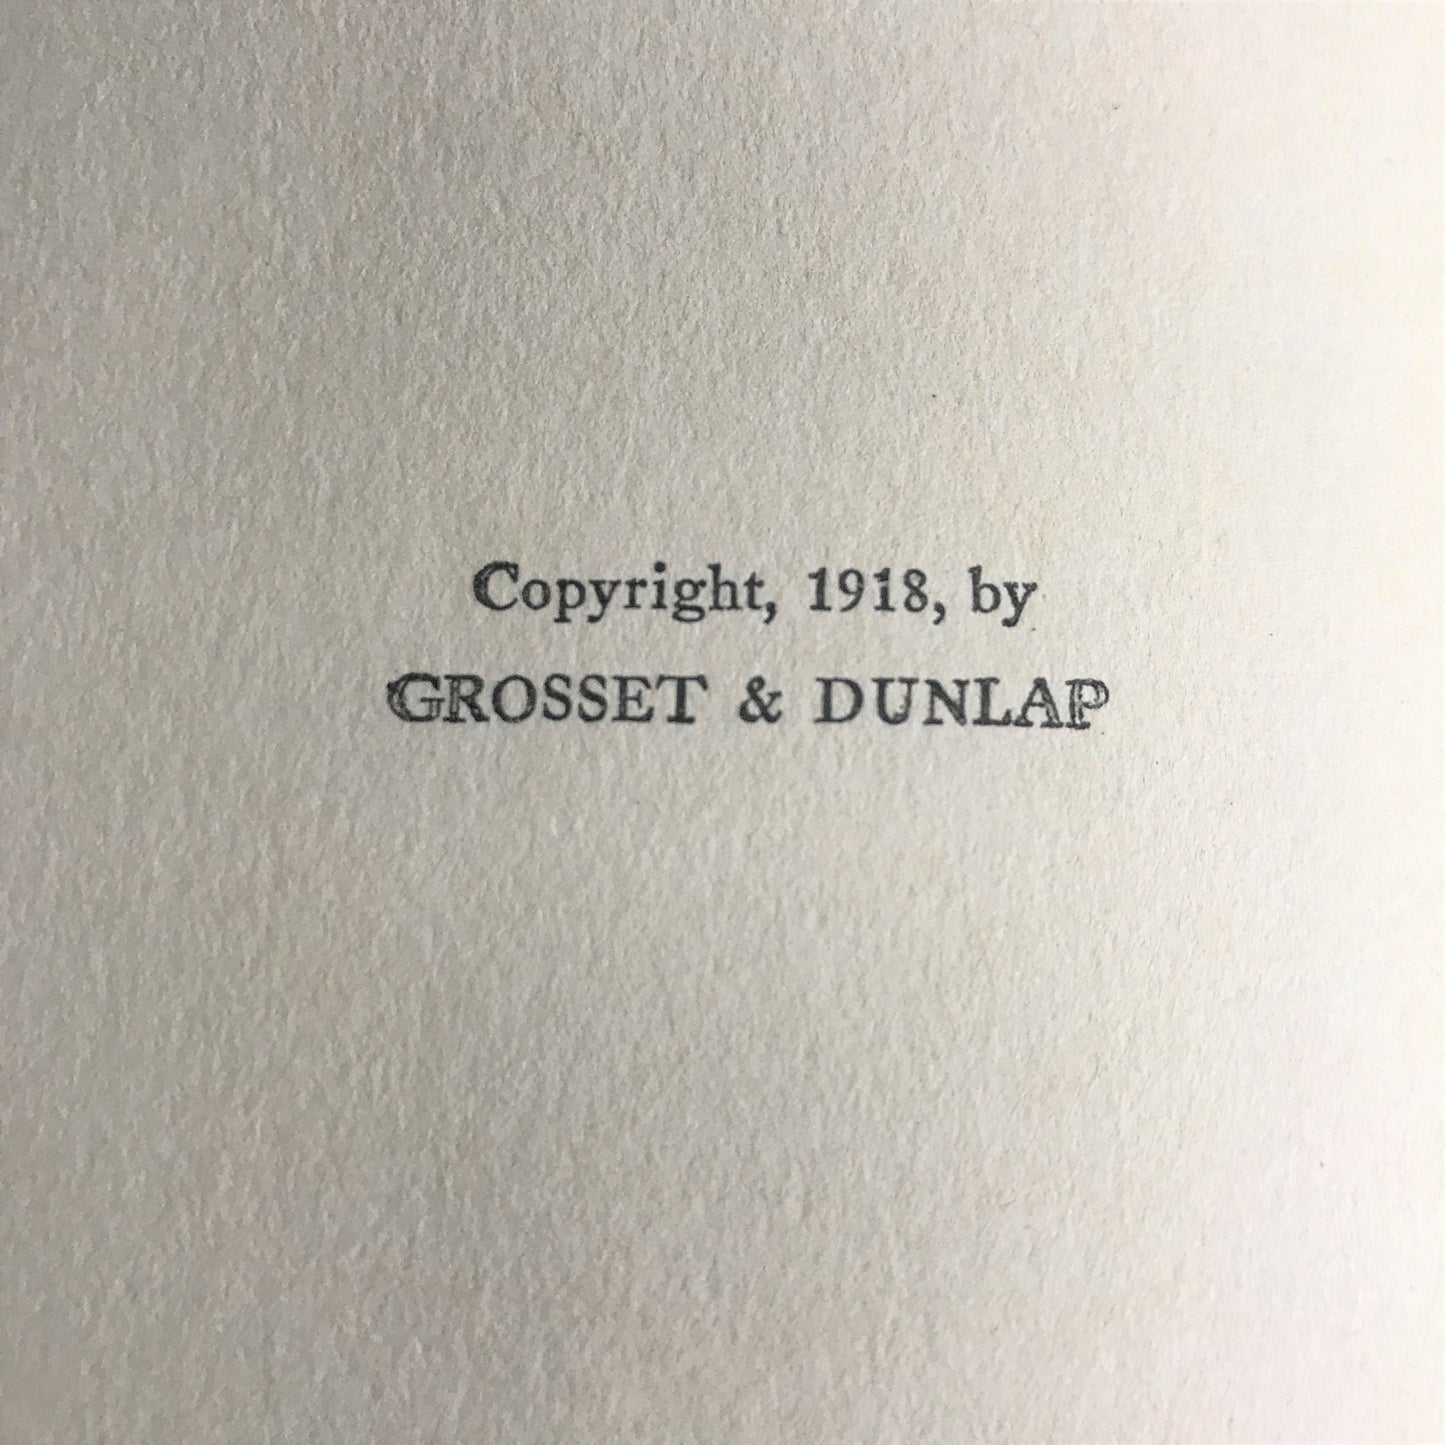 Copyright, 1918, by
GROSSET & DUNLAP